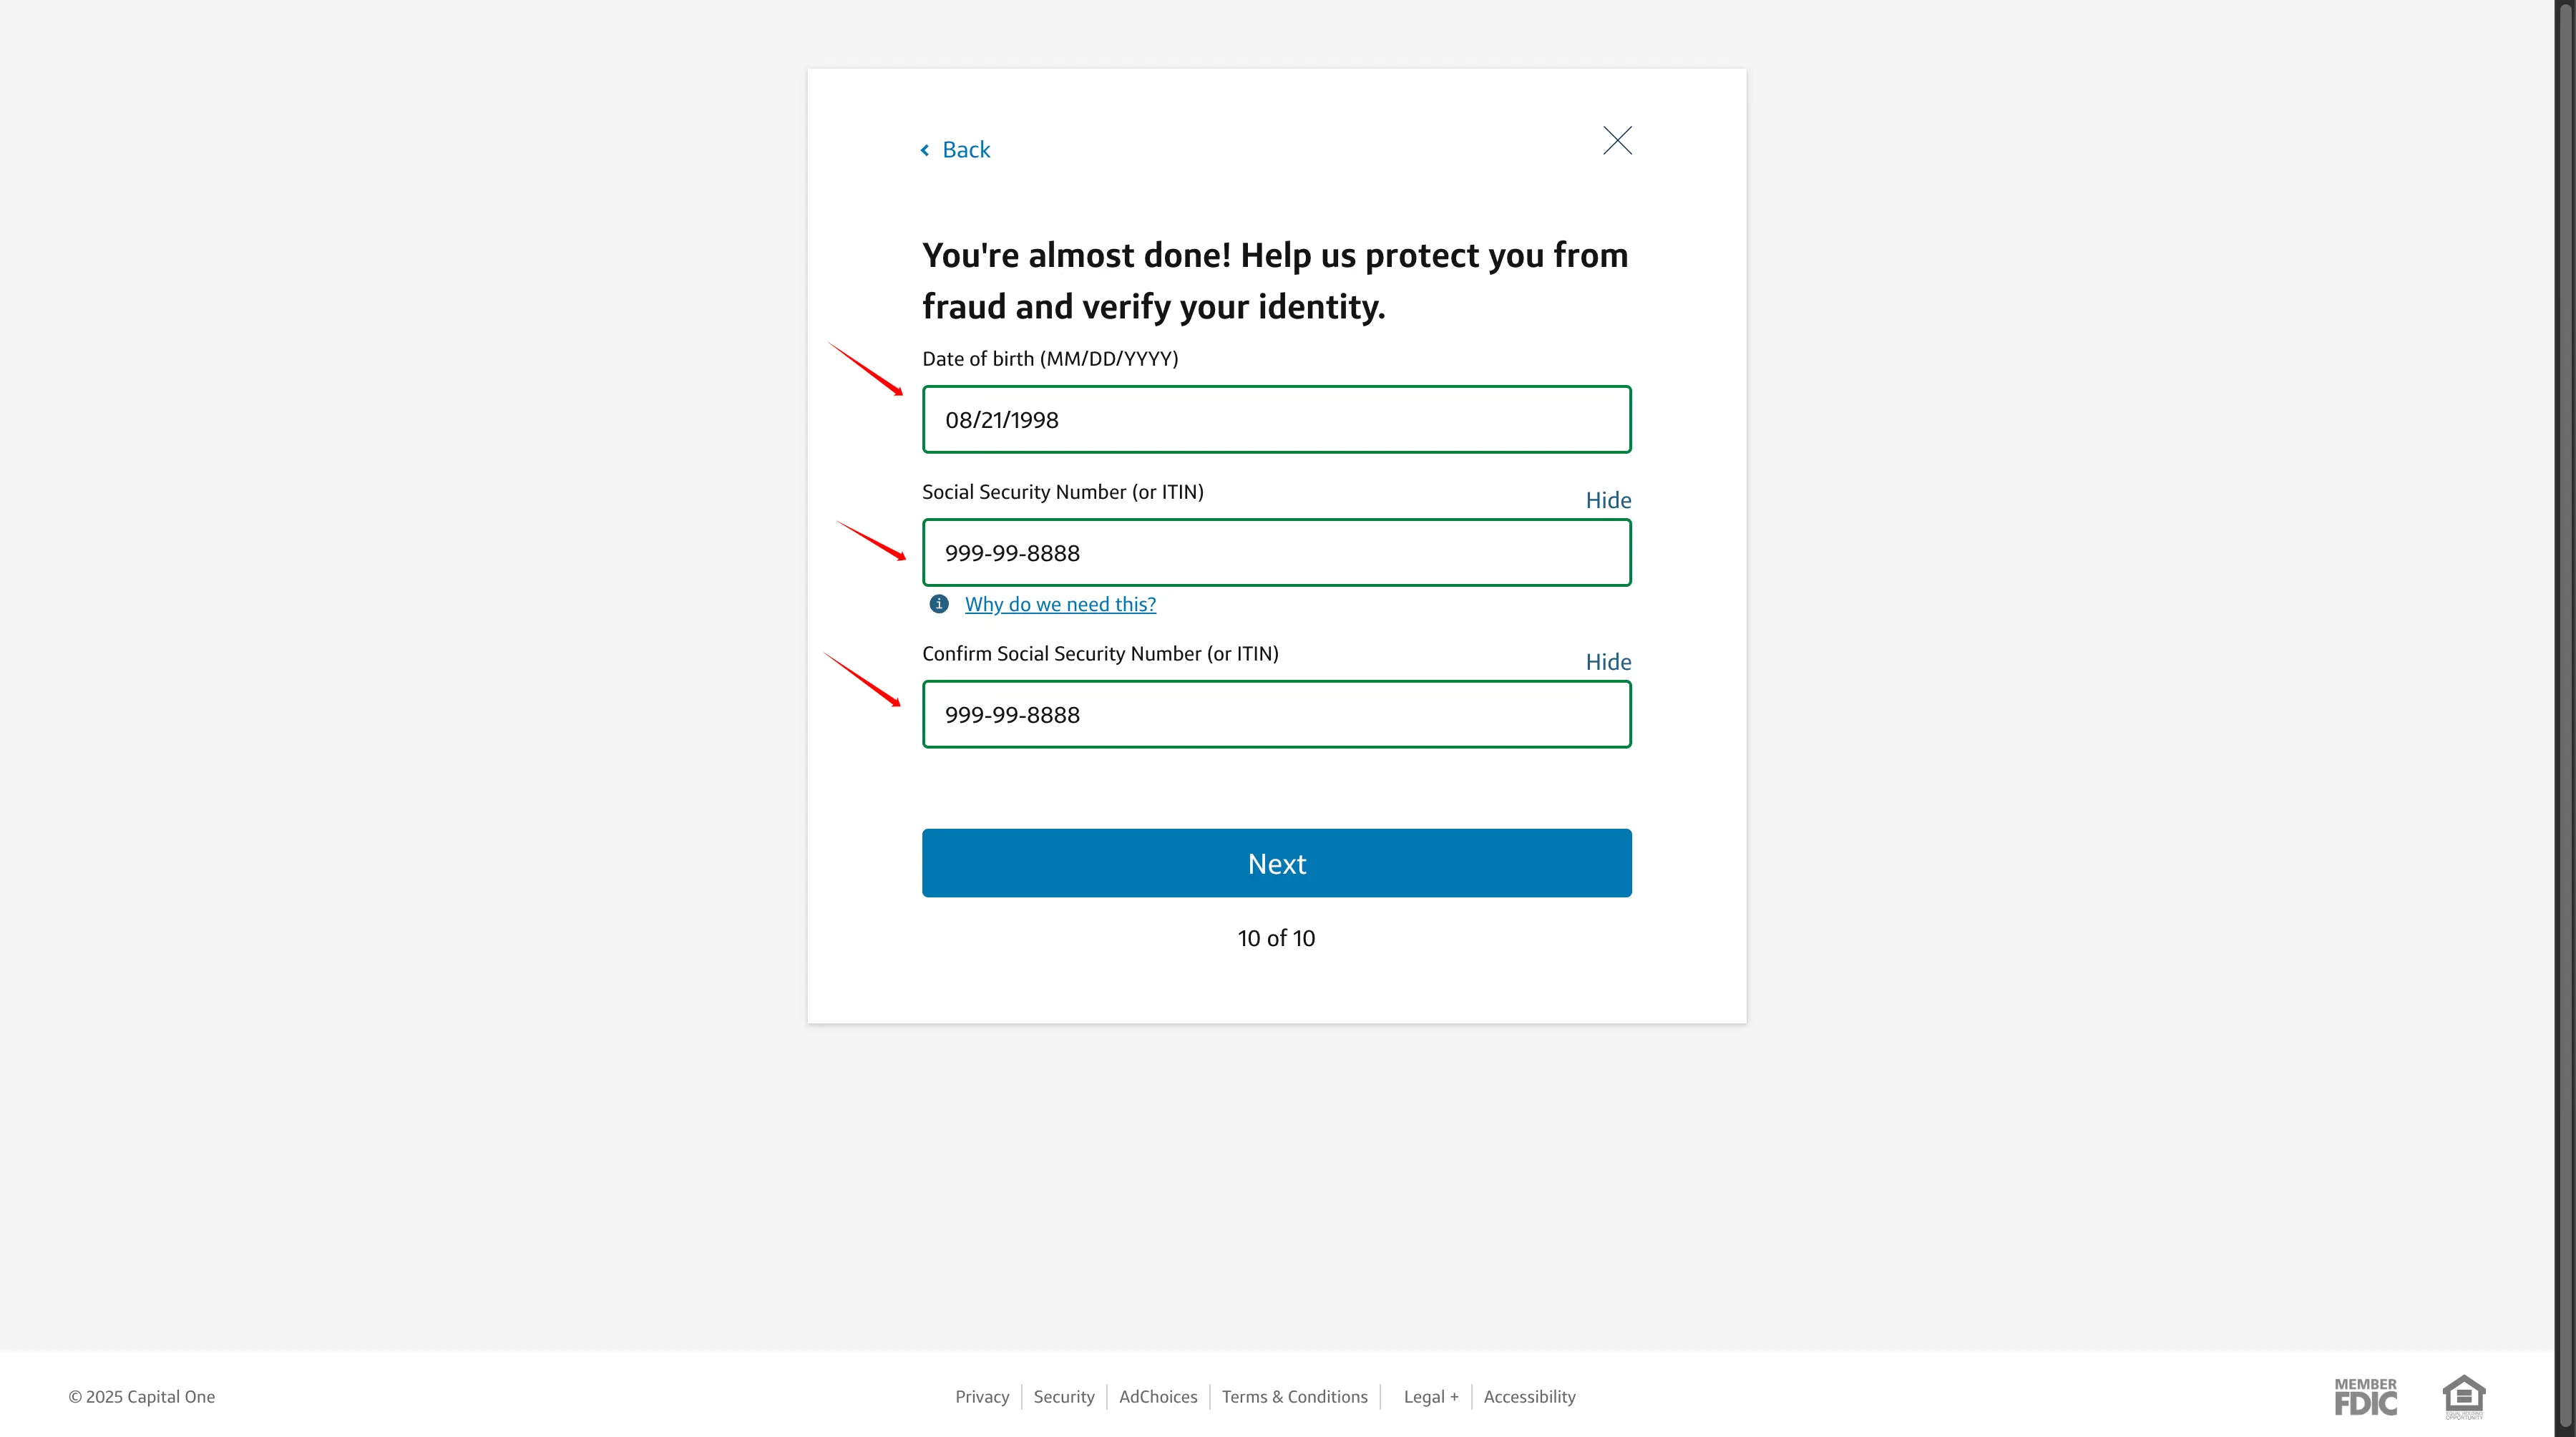 Back
You're almost done! Help us protect you from
fraud and verify your identity.
Date of birth (MM/DD/YYYY)
08/21/1998
Social Security Number (or ITIN)
Hide
999-99-8888
Why do we need this?
Confirm Social Security Number (or ITIN)
Hide
999-99-8888
Next
10 of 10
© 2025 Capital One
Privacy
Security
AdChoices
Terms & Conditions
Legal +
Accessibility
MEMBER
FDIC
EQUAL HOUSING
OPPORTUNITY